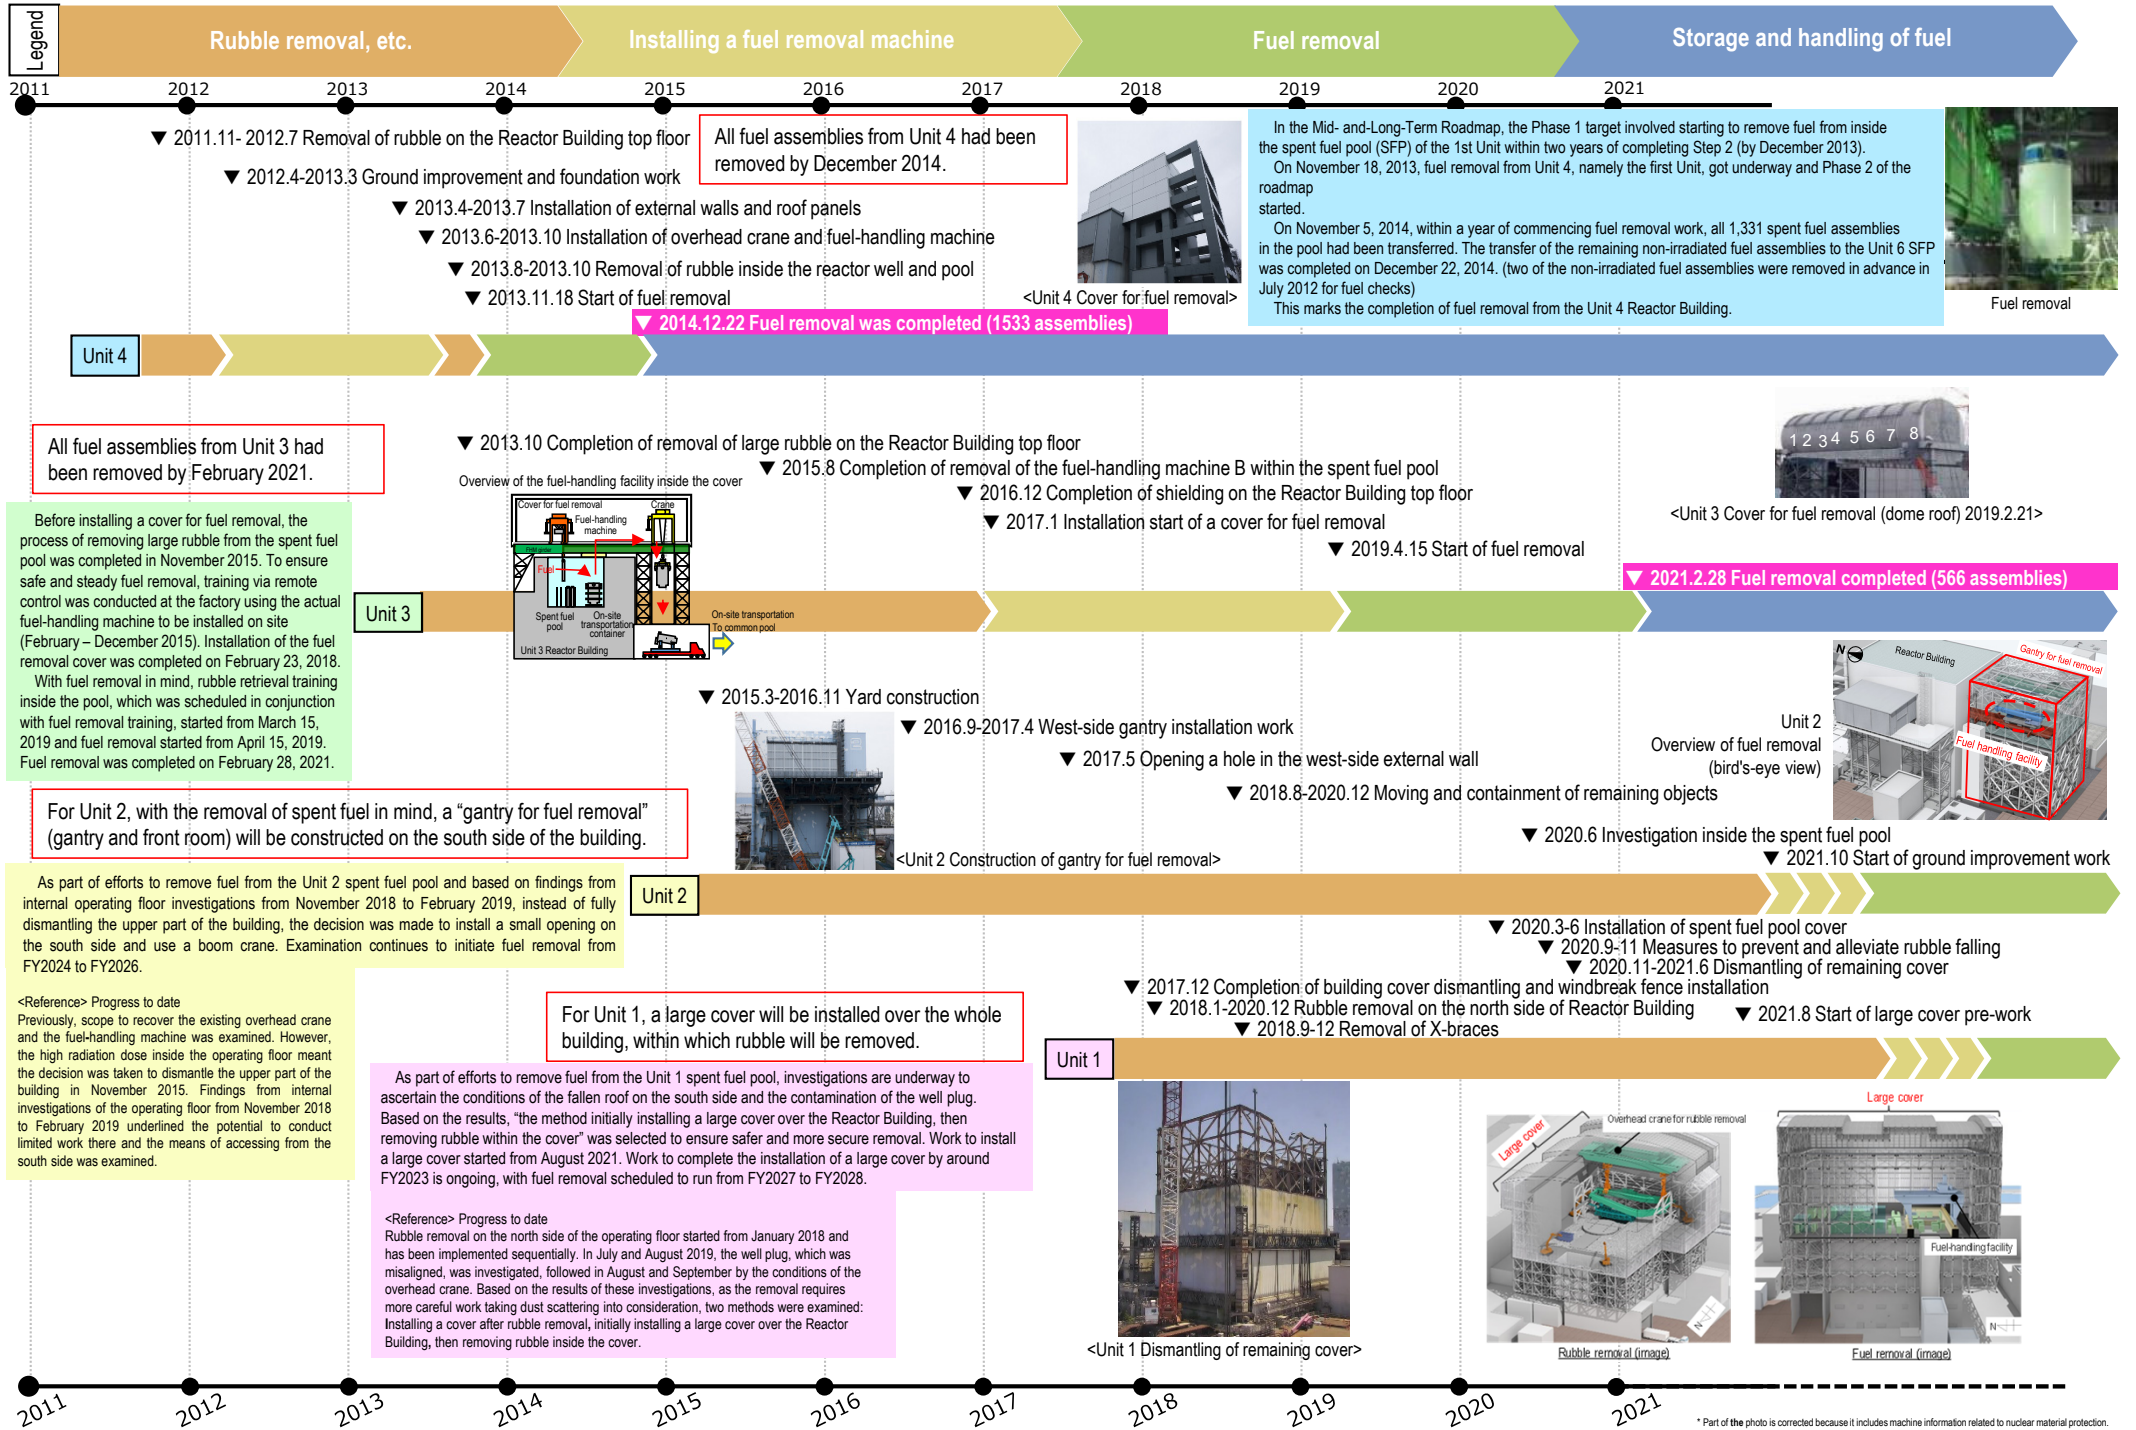 Legend
Rubble removal, etc.
Installing a fuel removal machine
Fuel removal
Storage and handling of fuel
2011 2012 2013 2014 2015 2016 2017 2018 2019 2020 2021
▼ 2011.11- 2012.7 Removal of rubble on the Reactor Building top floor
▼ 2012.4-2013.3 Ground improvement and foundation work
▼ 2013.4-2013.7 Installation of external walls and roof panels
▼ 2013.6-2013.10 Installation of overhead crane and fuel-handling machine
▼ 2013.8-2013.10 Removal of rubble inside the reactor well and pool
▼ 2013.11.18 Start of fuel removal
▼ 2014.12.22 Fuel removal was completed (1533 assemblies)
All fuel assemblies from Unit 4 had been
removed by December 2014.
<Unit 4 Cover for fuel removal>
In the Mid- and-Long-Term Roadmap, the Phase 1 target involved starting to remove fuel from inside
the spent fuel pool (SFP) of the 1st Unit within two years of completing Step 2 (by December 2013).
On November 18, 2013, fuel removal from Unit 4, namely the first Unit, got underway and Phase 2 of the
roadmap
started.
On November 5, 2014, within a year of commencing fuel removal work, all 1,331 spent fuel assemblies
in the pool had been transferred. The transfer of the remaining non-irradiated fuel assemblies to the Unit 6 SFP
was completed on December 22, 2014. (two of the non-irradiated fuel assemblies were removed in advance in
July 2012 for fuel checks)
This marks the completion of fuel removal from the Unit 4 Reactor Building.
Fuel removal
Unit 4
All fuel assemblies from Unit 3 had
been removed by February 2021.
▼ 2013.10 Completion of removal of large rubble on the Reactor Building top floor
▼ 2015.8 Completion of removal of the fuel-handling machine B within the spent fuel pool
▼ 2016.12 Completion of shielding on the Reactor Building top floor
▼ 2017.1 Installation start of a cover for fuel removal
▼ 2019.4.15 Start of fuel removal
▼ 2021.2.28 Fuel removal completed (566 assemblies)
1 2 3 4 5 6 7 8
<Unit 3 Cover for fuel removal (dome roof) 2019.2.21>
Before installing a cover for fuel removal, the
process of removing large rubble from the spent fuel
pool was completed in November 2015. To ensure
safe and steady fuel removal, training via remote
control was conducted at the factory using the actual
fuel-handling machine to be installed on site
(February – December 2015). Installation of the fuel
removal cover was completed on February 23, 2018.
With fuel removal in mind, rubble retrieval training
inside the pool, which was scheduled in conjunction
with fuel removal training, started from March 15,
2019 and fuel removal started from April 15, 2019.
Fuel removal was completed on February 28, 2021.
Unit 3
Overview of the fuel-handling facility inside the cover
Cover for fuel removal
Crane
Fuel-handling
machine
FHM girder
Fuel
Spent fuel
pool
On-site
transportation
container
Unit 3 Reactor Building
On-site transportation
To common pool
▼ 2015.3-2016.11 Yard construction
▼ 2016.9-2017.4 West-side gantry installation work
▼ 2017.5 Opening a hole in the west-side external wall
▼ 2018.8-2020.12 Moving and containment of remaining objects
▼ 2020.6 Investigation inside the spent fuel pool
▼ 2021.10 Start of ground improvement work
<Unit 2 Construction of gantry for fuel removal>
Unit 2
Overview of fuel removal
(bird's-eye view)
N
Reactor Building
Gantry for fuel removal
Fuel handling facility
For Unit 2, with the removal of spent fuel in mind, a “gantry for fuel removal”
(gantry and front room) will be constructed on the south side of the building.
Unit 2
As part of efforts to remove fuel from the Unit 2 spent fuel pool and based on findings from
internal operating floor investigations from November 2018 to February 2019, instead of fully
dismantling the upper part of the building, the decision was made to install a small opening on
the south side and use a boom crane. Examination continues to initiate fuel removal from
FY2024 to FY2026.
<Reference> Progress to date
Previously, scope to recover the existing overhead crane
and the fuel-handling machine was examined. However,
the high radiation dose inside the operating floor meant
the decision was taken to dismantle the upper part of the
building in November 2015. Findings from internal
investigations of the operating floor from November 2018
to February 2019 underlined the potential to conduct
limited work there and the means of accessing from the
south side was examined.
▼ 2020.3-6 Installation of spent fuel pool cover
▼ 2020.9-11 Measures to prevent and alleviate rubble falling
▼ 2020.11-2021.6 Dismantling of remaining cover
▼ 2017.12 Completion of building cover dismantling and windbreak fence installation
▼ 2018.1-2020.12 Rubble removal on the north side of Reactor Building
▼ 2018.9-12 Removal of X-braces
▼ 2021.8 Start of large cover pre-work
For Unit 1, a large cover will be installed over the whole
building, within which rubble will be removed.
Unit 1
As part of efforts to remove fuel from the Unit 1 spent fuel pool, investigations are underway to
ascertain the conditions of the fallen roof on the south side and the contamination of the well plug.
Based on the results, “the method initially installing a large cover over the Reactor Building, then
removing rubble within the cover” was selected to ensure safer and more secure removal. Work to install
a large cover started from August 2021. Work to complete the installation of a large cover by around
FY2023 is ongoing, with fuel removal scheduled to run from FY2027 to FY2028.
<Reference> Progress to date
Rubble removal on the north side of the operating floor started from January 2018 and
has been implemented sequentially. In July and August 2019, the well plug, which was
misaligned, was investigated, followed in August and September by the conditions of the
overhead crane. Based on the results of these investigations, as the removal requires
more careful work taking dust scattering into consideration, two methods were examined:
Installing a cover after rubble removal, initially installing a large cover over the Reactor
Building, then removing rubble inside the cover.
<Unit 1 Dismantling of remaining cover>
Large cover
Overhead crane for rubble removal
N
Rubble removal (image)
Large cover
Fuel-handling facility
N
Fuel removal (image)
2011 2012 2013 2014 2015 2016 2017 2018 2019 2020 2021
* Part of the photo is corrected because it includes machine information related to nuclear material protection.